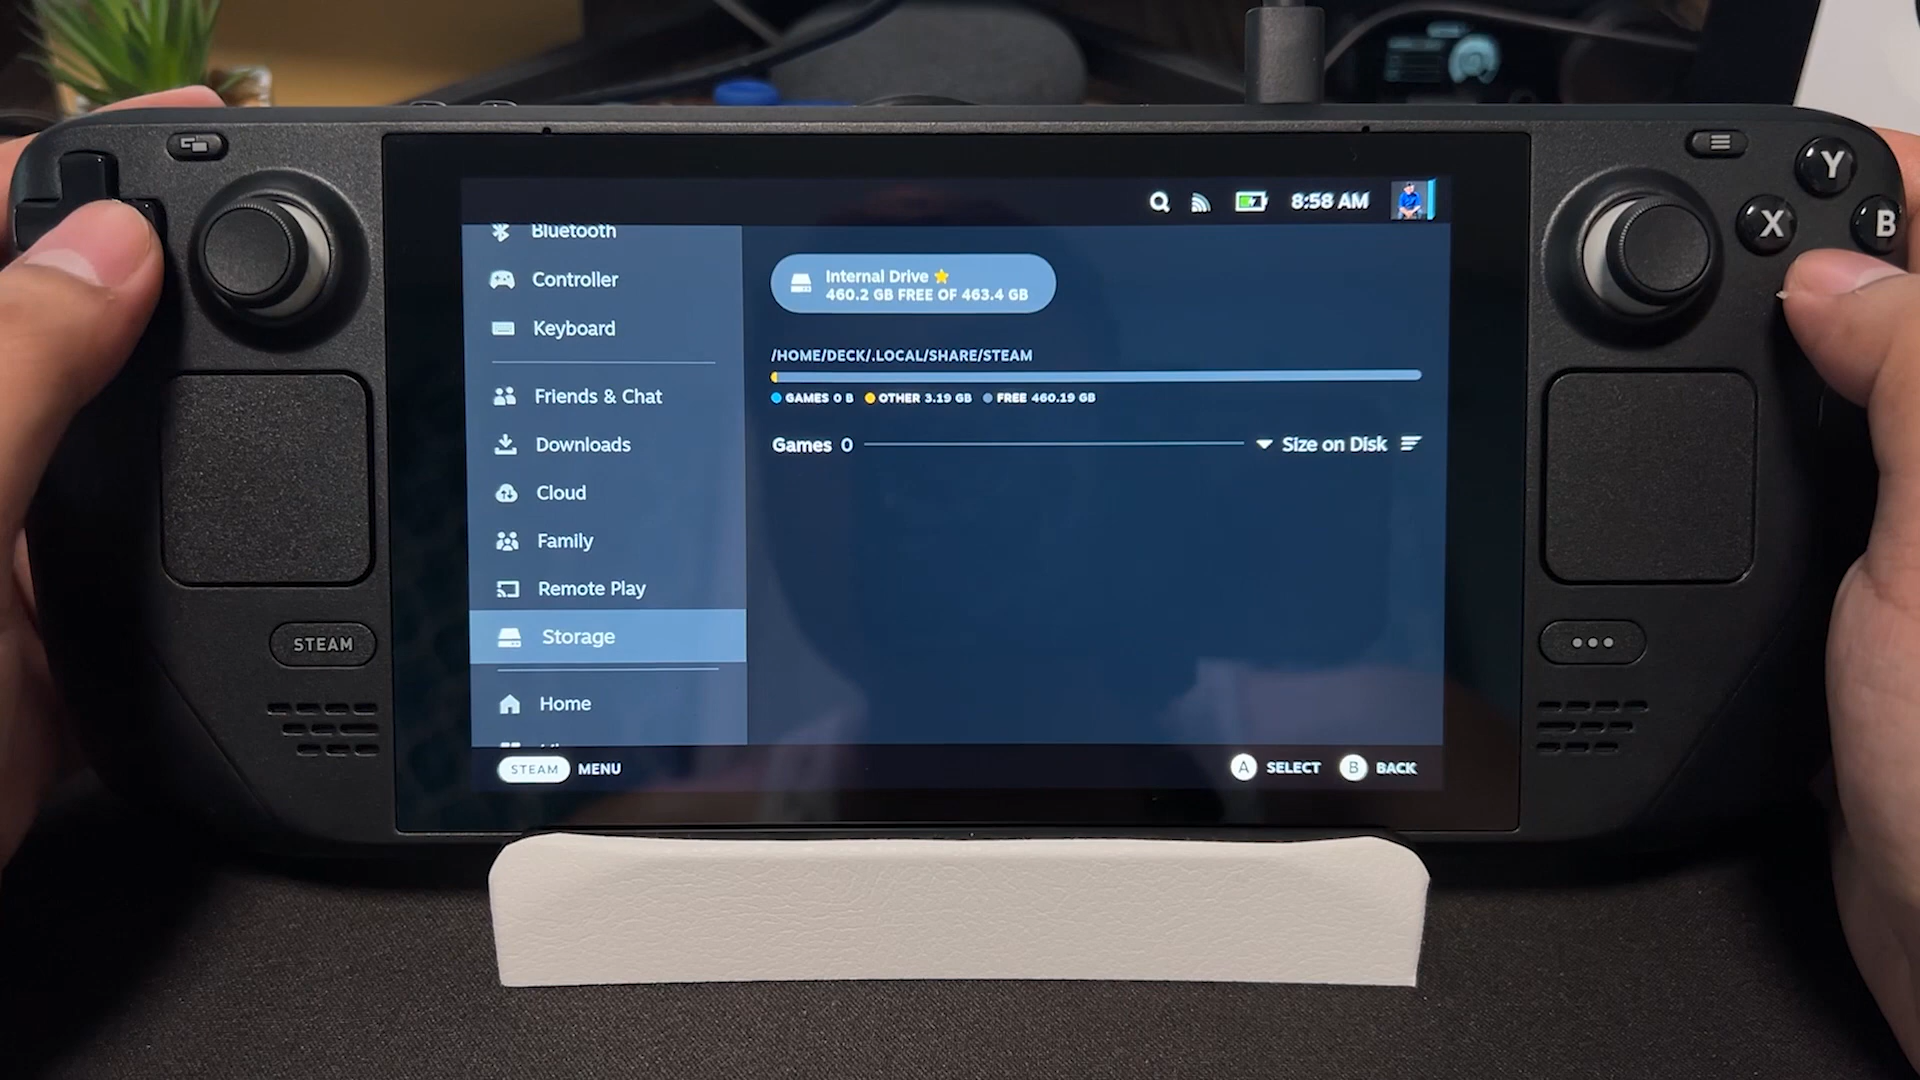 8:58 AM
Bluetooth
Controller
Keyboard
Friends & Chat
Downloads
Cloud
Family
Remote Play
Storage
Home
Internal Drive
460.2 GB FREE OF 463.4 GB
/HOME/DECK/.LOCAL/SHARE/STEAM
GAMES 0 B OTHER 3.19 GB FREE 460.19 GB
Games 0 Size on Disk
STEAM MENU
A SELECT B BACK
STEAM
Y
X
B